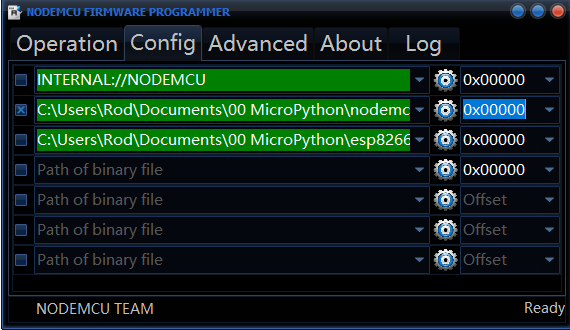 NODEMCU FIRMWARE PROGRAMMER
Operation Config Advanced About Log
INTERNAL://NODEMCU 0x00000
C:\Users\Rod\Documents\00 MicroPython\nodemc 0x00000
C:\Users\Rod\Documents\00 MicroPython\esp8266 0x00000
Path of binary file 0x00000
Path of binary file Offset
Path of binary file Offset
Path of binary file Offset
NODEMCU TEAM Ready